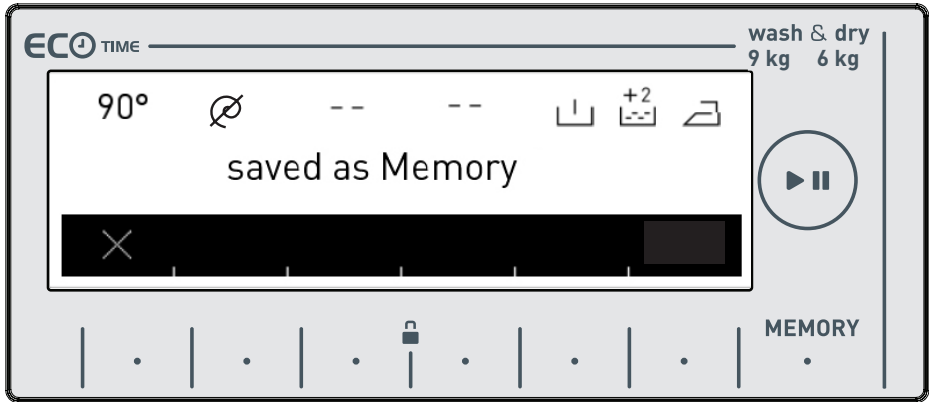 ECO TIME
wash & dry
9 kg 6 kg
90° -- --
+2
saved as Memory
MEMORY